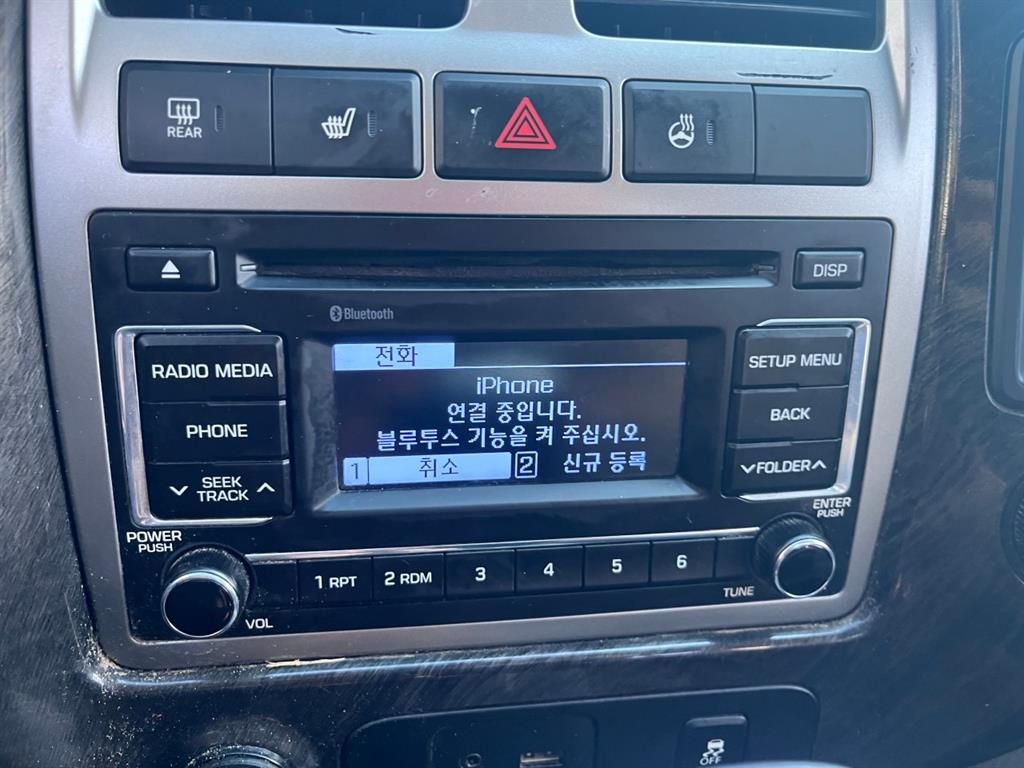 REAR
DISP
Bluetooth
RADIO MEDIA
PHONE
SEEK
TRACK
전화
iPhone
연결 중입니다.
블루투스 기능을 켜 주십시오.
1 취소 2 신규 등록
SETUP MENU
BACK
FOLDER
POWER
PUSH
ENTER
PUSH
1 RPT 2 RDM 3 4 5 6
VOL
TUNE
OFF